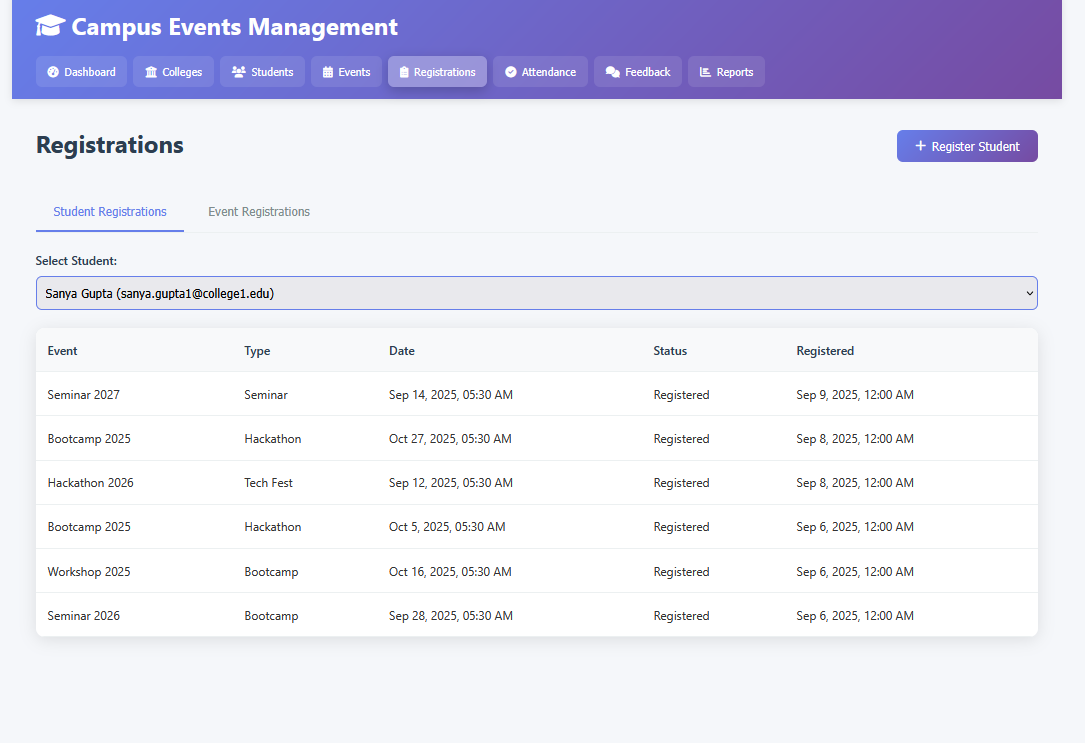 Campus Events Management
Dashboard Colleges Students Events Registrations Attendance Feedback Reports
Registrations
+ Register Student
Student Registrations Event Registrations
Select Student:
Sanya Gupta (sanya.gupta1@college1.edu)
Event Type Date Status Registered
Seminar 2027 Seminar Sep 14, 2025, 05:30 AM Registered Sep 9, 2025, 12:00 AM
Bootcamp 2025 Hackathon Oct 27, 2025, 05:30 AM Registered Sep 8, 2025, 12:00 AM
Hackathon 2026 Tech Fest Sep 12, 2025, 05:30 AM Registered Sep 8, 2025, 12:00 AM
Bootcamp 2025 Hackathon Oct 5, 2025, 05:30 AM Registered Sep 6, 2025, 12:00 AM
Workshop 2025 Bootcamp Oct 16, 2025, 05:30 AM Registered Sep 6, 2025, 12:00 AM
Seminar 2026 Bootcamp Sep 28, 2025, 05:30 AM Registered Sep 6, 2025, 12:00 AM